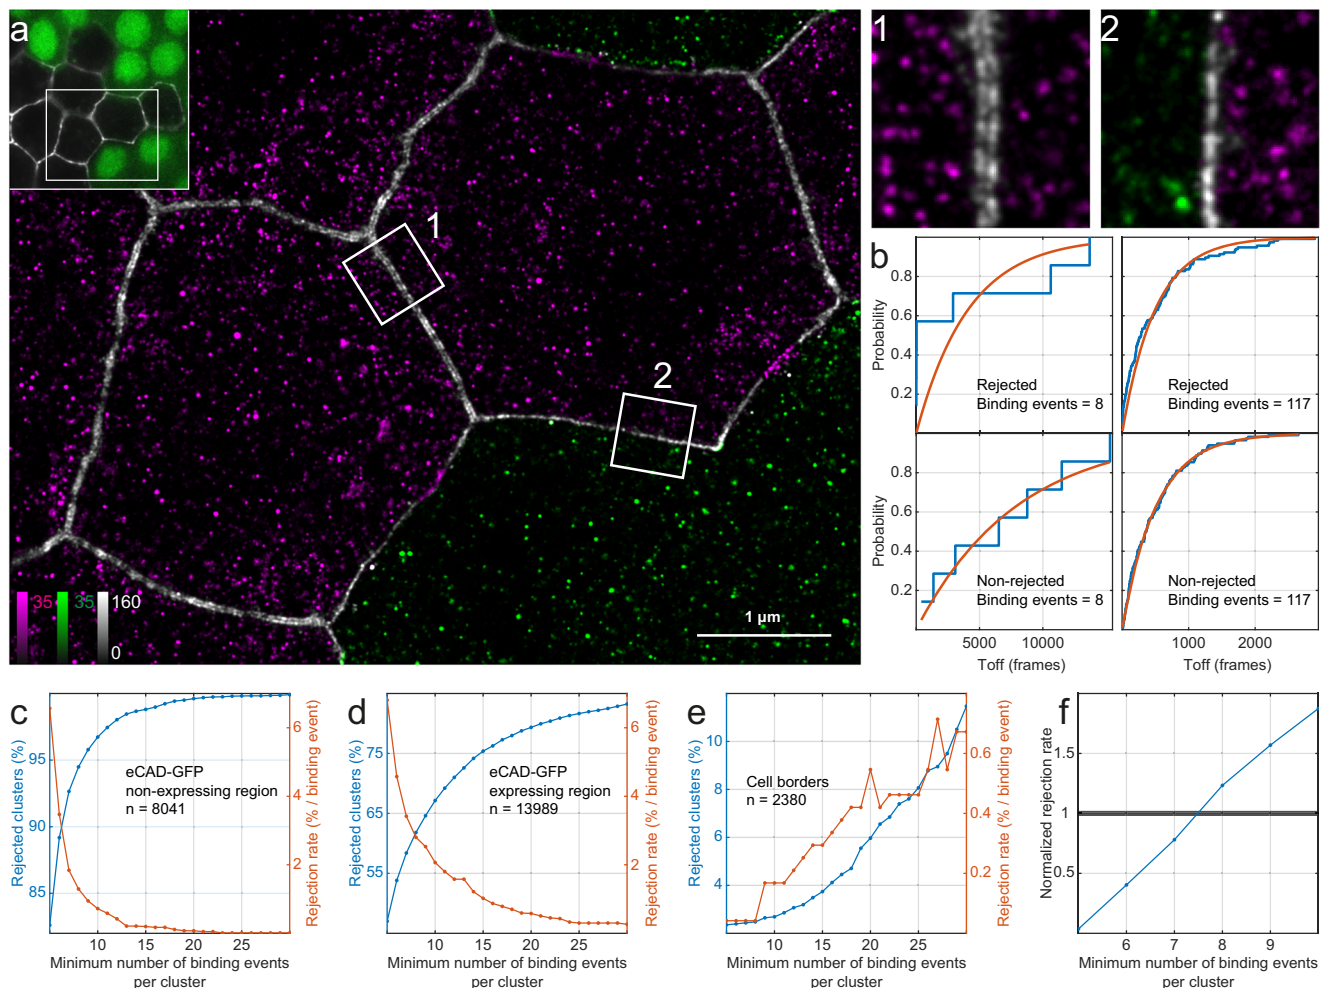 a
1
2
35
35
160
0
1 µm
1
2
b
Probability
0.8
0.6
0.4
0.2
Rejected
Binding events = 8
Rejected
Binding events = 117
Probability
0.8
0.6
0.4
0.2
Non-rejected
Binding events = 8
Non-rejected
Binding events = 117
5000
10000
Toff (frames)
1000
2000
Toff (frames)
c
Rejected clusters (%)
95
90
85
eCAD-GFP
non-expressing region
n = 8041
6
4
2
Rejection rate (% / binding event)
10
15
20
25
Minimum number of binding events
per cluster
d
Rejected clusters (%)
75
65
55
eCAD-GFP
expressing region
n = 13989
6
4
2
Rejection rate (% / binding event)
10
15
20
25
Minimum number of binding events
per cluster
e
Rejected clusters (%)
10
8
6
4
Cell borders
n = 2380
0.6
0.4
0.2
Rejection rate (% / binding event)
10
15
20
25
Minimum number of binding events
per cluster
f
Normalized rejection rate
1.5
1
0.5
6
7
8
9
Minimum number of binding events
per cluster